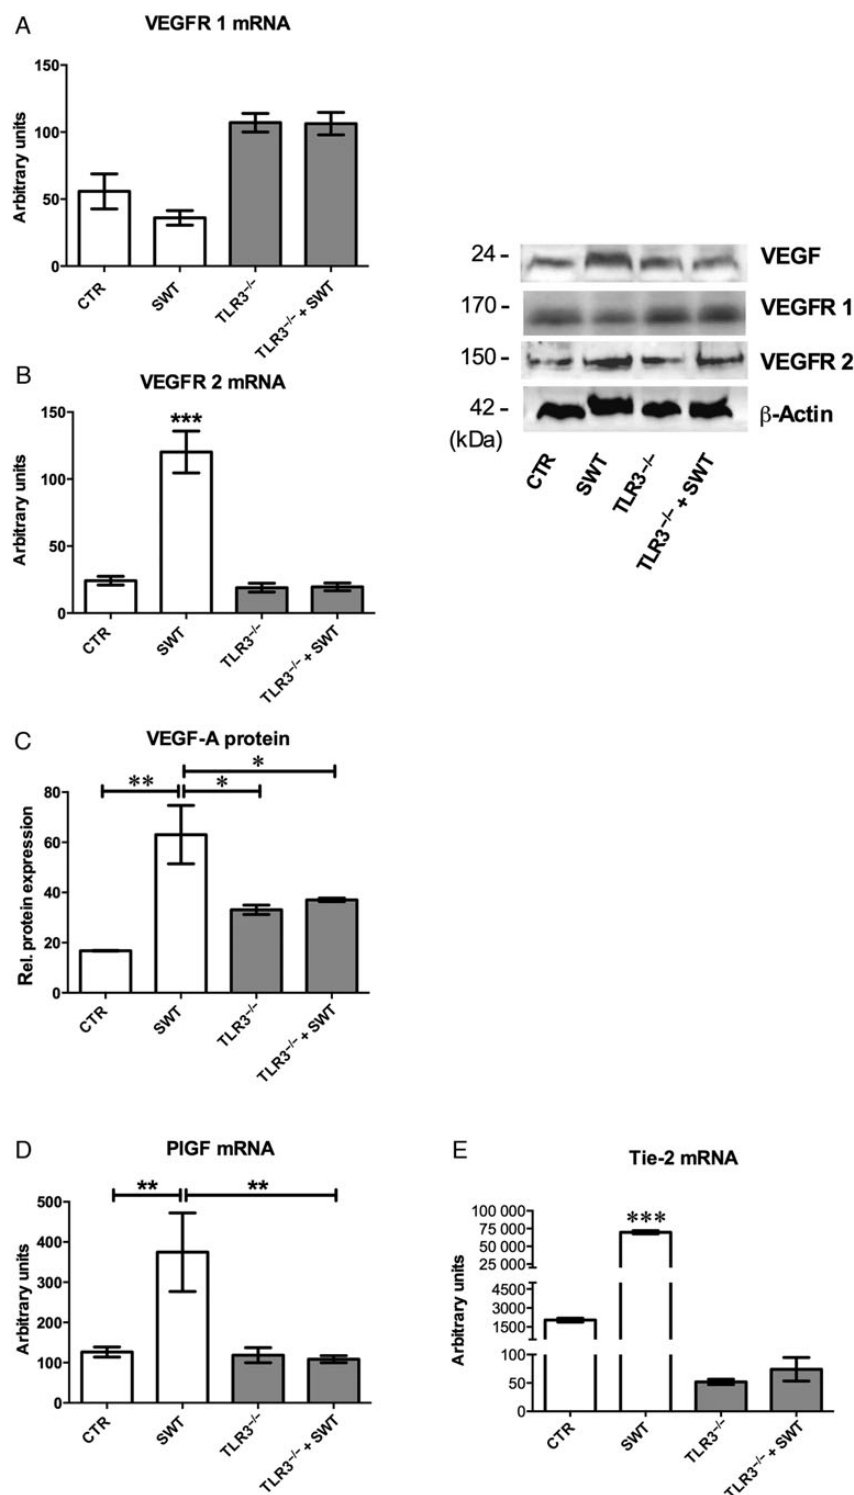 A
VEGFR 1 mRNA
Arbitrary units
150
100
50
0
CTR
SWT
TLR3⁻/⁻
TLR3⁻/⁻ + SWT
24 -
VEGF
170 -
VEGFR 1
150 -
VEGFR 2
42 -
β-Actin
(kDa)
CTR
SWT
TLR3⁻/⁻
TLR3⁻/⁻ + SWT
B
VEGFR 2 mRNA
Arbitrary units
150
100
50
0
***
CTR
SWT
TLR3⁻/⁻
TLR3⁻/⁻ + SWT
C
VEGF-A protein
Rel. protein expression
80
60
40
20
0
**
*
*
CTR
SWT
TLR3⁻/⁻
TLR3⁻/⁻ + SWT
D
PIGF mRNA
Arbitrary units
500
400
300
200
100
0
**
**
CTR
SWT
TLR3⁻/⁻
TLR3⁻/⁻ + SWT
E
Tie-2 mRNA
Arbitrary units
100 000
75 000
50 000
25 000
4500
3000
1500
100
50
0
***
CTR
SWT
TLR3⁻/⁻
TLR3⁻/⁻ + SWT